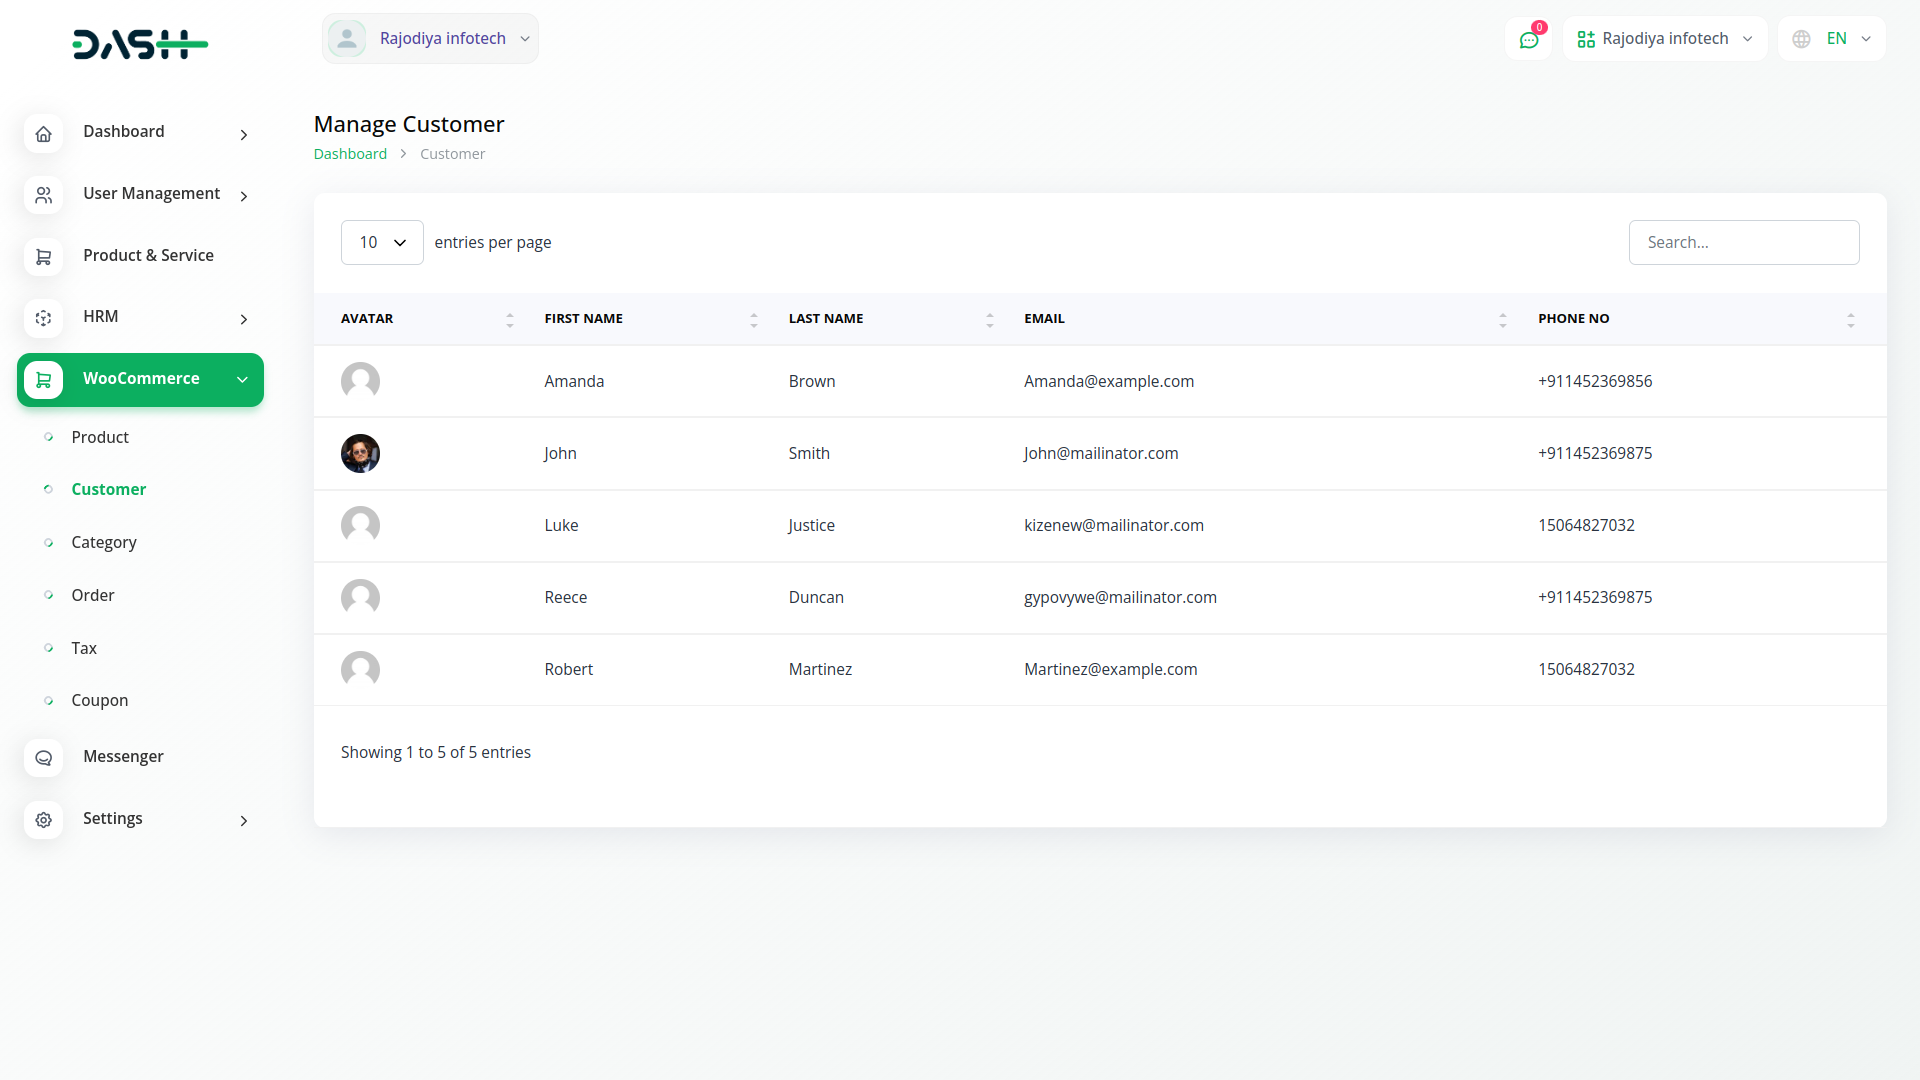 DASH
Rajodiya infotech
0
Rajodiya infotech
EN
Dashboard
User Management
Product & Service
HRM
WooCommerce
Product
Customer
Category
Order
Tax
Coupon
Messenger
Settings
Manage Customer
Dashboard > Customer
10 entries per page
Search...
AVATAR FIRST NAME LAST NAME EMAIL PHONE NO
Amanda Brown Amanda@example.com +911452369856
John Smith John@mailinator.com +911452369875
Luke Justice kizenew@mailinator.com 15064827032
Reece Duncan gypovywe@mailinator.com +911452369875
Robert Martinez Martinez@example.com 15064827032
Showing 1 to 5 of 5 entries